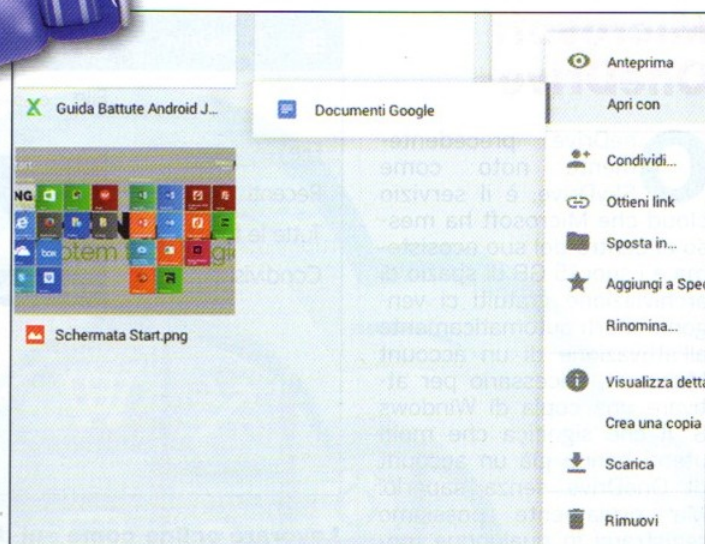 Anteprima
Guida Battute Android J...
Documenti Google
Apri con
Condividi...
Ottieni link
Sposta in...
Aggiungi a Spec
Schermata Start.png
Rinomina...
Visualizza detta
Crea una copia
Scarica
Rimuovi